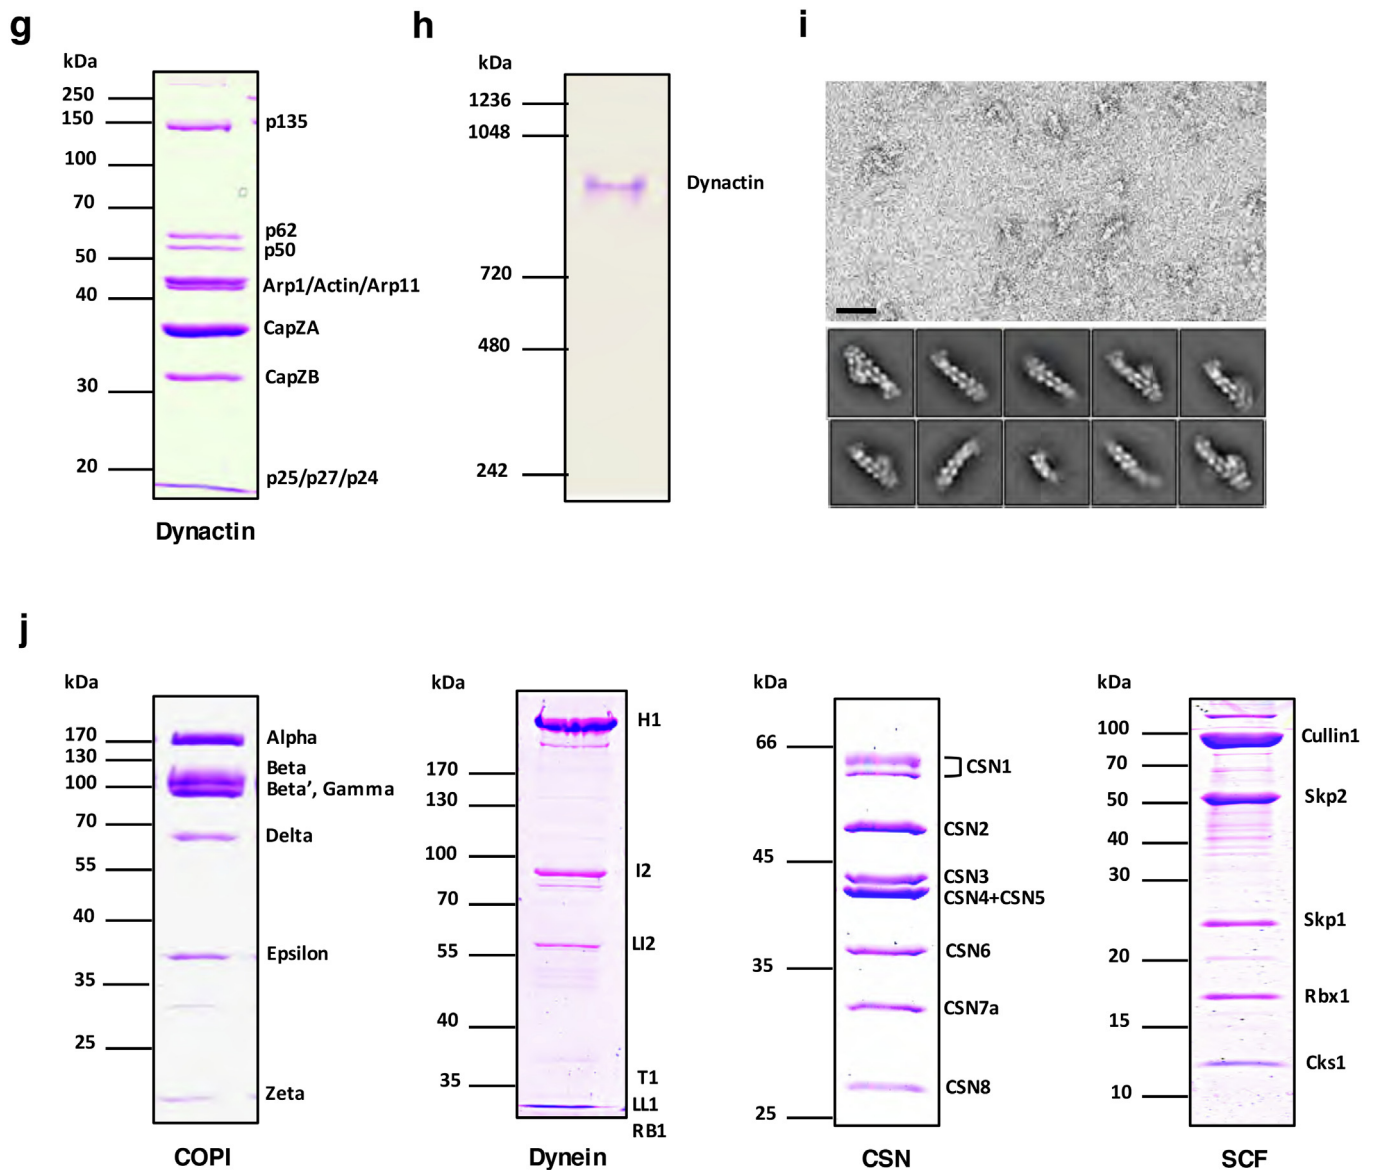 g
kDa
250
150
100
70
50
40
30
20
p135
p62
p50
Arp1/Actin/Arp11
CapZA
CapZB
p25/p27/p24
Dynactin
h
kDa
1236
1048
720
480
242
Dynactin
i
j
kDa
170
130
100
70
55
40
35
25
Alpha
Beta
Beta’, Gamma
Delta
Epsilon
Zeta
COPI
kDa
170
130
100
70
55
40
35
H1
I2
LI2
T1
LL1
RB1
Dynein
kDa
66
45
35
25
CSN1
CSN2
CSN3
CSN4+CSN5
CSN6
CSN7a
CSN8
CSN
kDa
100
70
50
40
30
20
15
10
Cullin1
Skp2
Skp1
Rbx1
Cks1
SCF